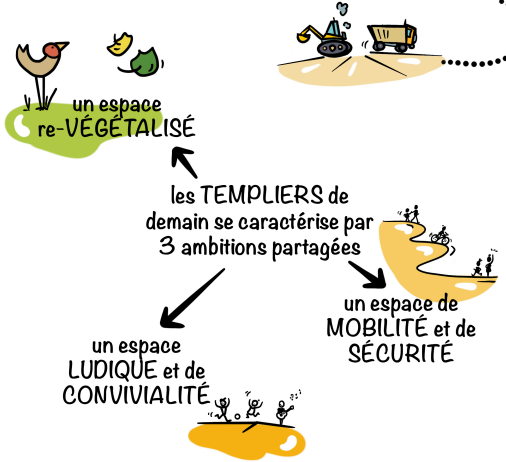 un espace
re-VÉGÉTALISÉ
les TEMPLIERS de
demain se caractérise par
3 ambitions partagées
un espace de
MOBILITÉ et de
SÉCURITÉ
un espace
LUDIQUE et de
CONVIVIALITÉ